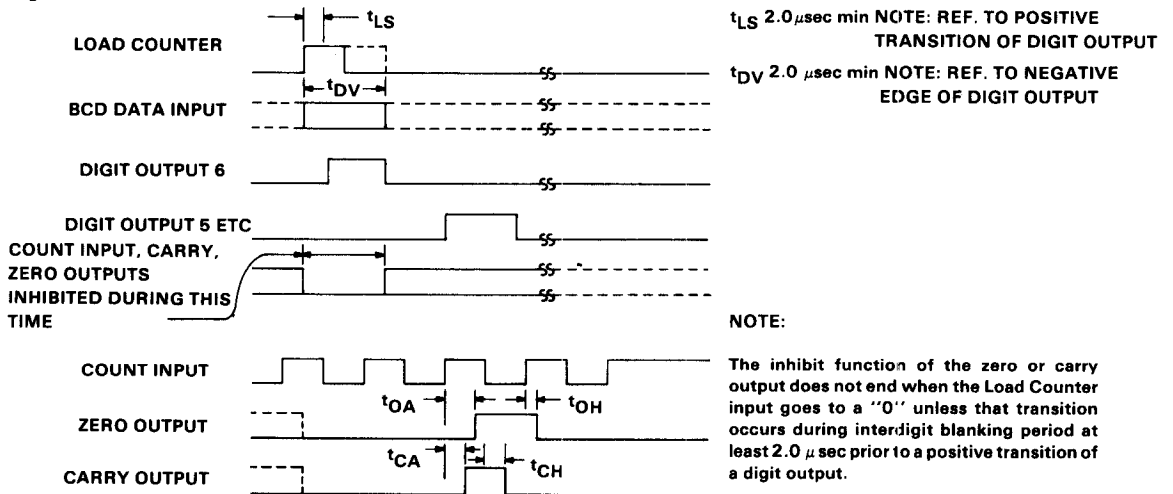 tLS
LOAD COUNTER
tDV
BCD DATA INPUT
DIGIT OUTPUT 6
DIGIT OUTPUT 5 ETC
COUNT INPUT, CARRY,
ZERO OUTPUTS
INHIBITED DURING THIS
TIME
COUNT INPUT
tOA
tOH
ZERO OUTPUT
tCA
tCH
CARRY OUTPUT
tLS 2.0 μsec min NOTE: REF. TO POSITIVE
TRANSITION OF DIGIT OUTPUT
tDV 2.0 μsec min NOTE: REF. TO NEGATIVE
EDGE OF DIGIT OUTPUT
NOTE:
The inhibit function of the zero or carry
output does not end when the Load Counter
input goes to a "0" unless that transition
occurs during interdigit blanking period at
least 2.0 μ sec prior to a positive transition of
a digit output.